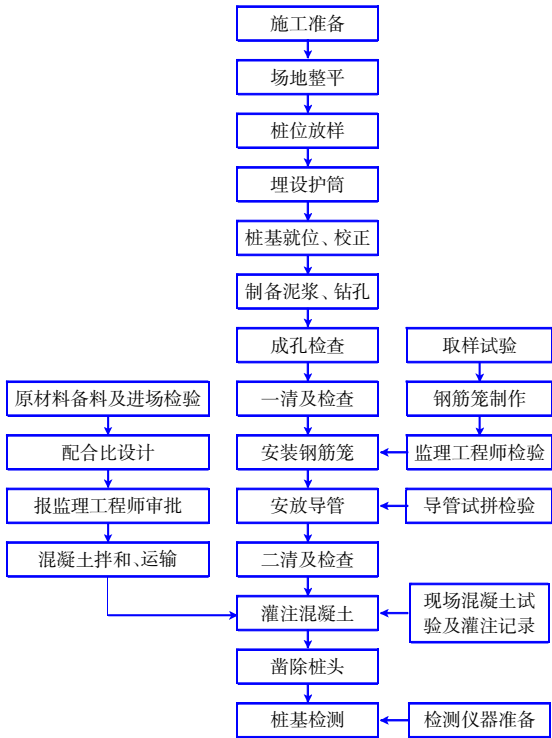 施工准备
场地整平
桩位放样
埋设护筒
桩基就位、校正
制备泥浆、钻孔
成孔检查
取样试验
原材料备料及进场检验
一清及检查
钢筋笼制作
配合比设计
安装钢筋笼
监理工程师检验
报监理工程师审批
安放导管
导管试拼检验
混凝土拌和、运输
二清及检查
灌注混凝土
现场混凝土试
验及灌注记录
凿除桩头
桩基检测
检测仪器准备